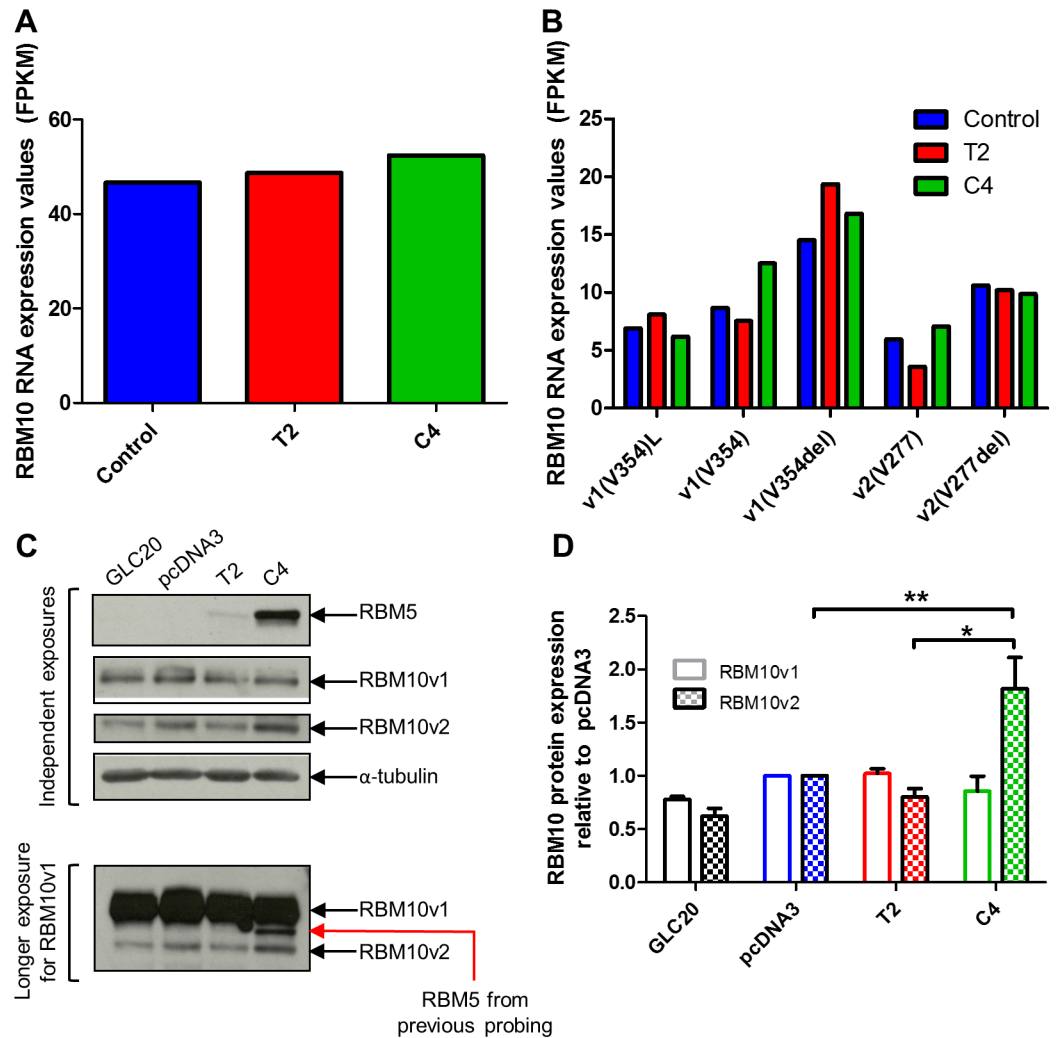 A
RBM10 RNA expression values (FPKM)
60
40
20
0
Control
T2
C4
B
RBM10 RNA expression values (FPKM)
25
20
15
10
5
0
Control
T2
C4
v1(V354)L
v1(V354)
v1(V354del)
v2(V277)
v2(V277del)
C
GLC20
pcDNA3
T2
C4
Independent exposures
RBM5
RBM10v1
RBM10v2
α-tubulin
Longer exposure
for RBM10v1
RBM10v1
RBM10v2
RBM5 from
previous probing
D
RBM10 protein expression
relative to pcDNA3
2.5
2.0
1.5
1.0
0.5
0.0
RBM10v1
RBM10v2
**
*
GLC20
pcDNA3
T2
C4